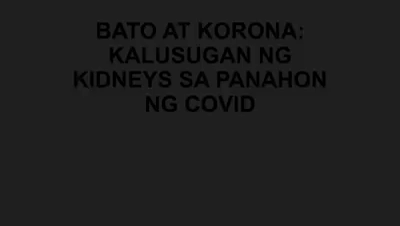 BATO AT KORONA:
KALUSUGAN NG
KIDNEYS SA PANAHON
NG COVID